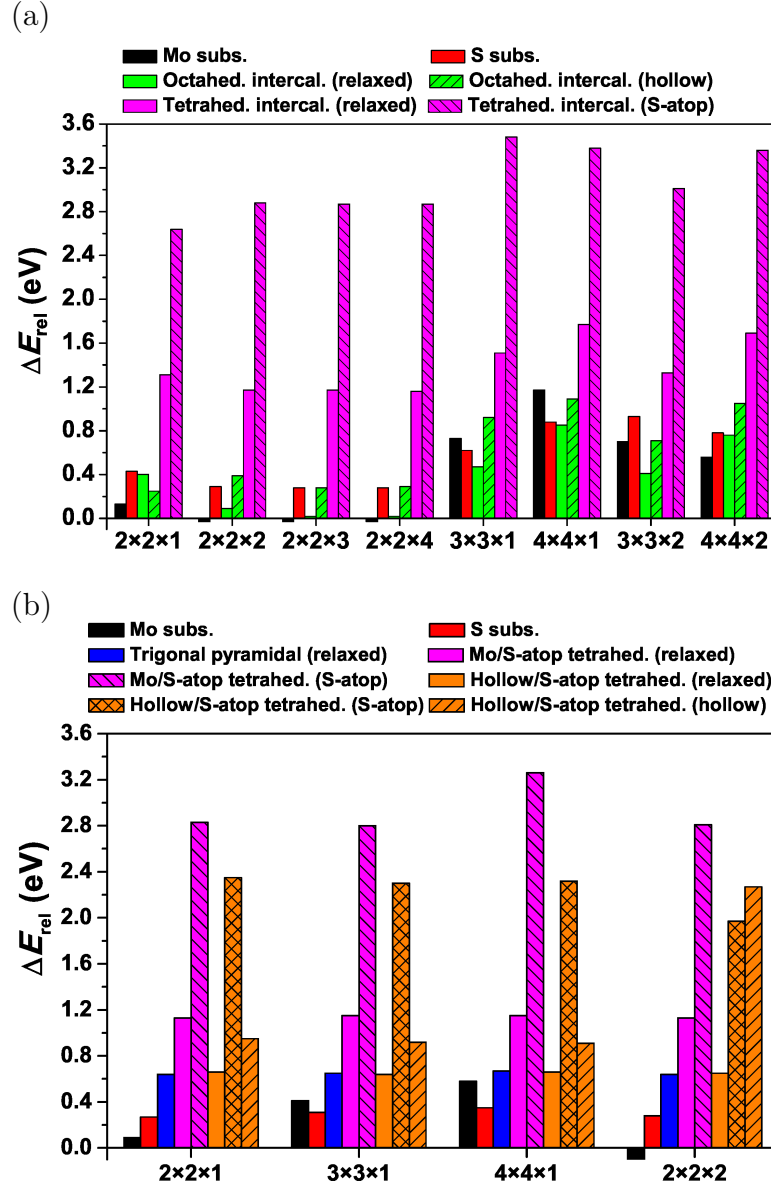 (a)
Mo subs. S subs.
Octahed. intercal. (relaxed) Octahed. intercal. (hollow)
Tetrahed. intercal. (relaxed) Tetrahed. intercal. (S-atop)
3.6
3.2
2.8
2.4
2.0
1.6
1.2
0.8
0.4
0.0
ΔE_rel (eV)
2×2×1 2×2×2 2×2×3 2×2×4 3×3×1 4×4×1 3×3×2 4×4×2
(b)
Mo subs. S subs.
Trigonal pyramidal (relaxed) Mo/S-atop tetrahed. (relaxed)
Mo/S-atop tetrahed. (S-atop) Hollow/S-atop tetrahed. (relaxed)
Hollow/S-atop tetrahed. (S-atop) Hollow/S-atop tetrahed. (hollow)
3.6
3.2
2.8
2.4
2.0
1.6
1.2
0.8
0.4
0.0
ΔE_rel (eV)
2×2×1 3×3×1 4×4×1 2×2×2